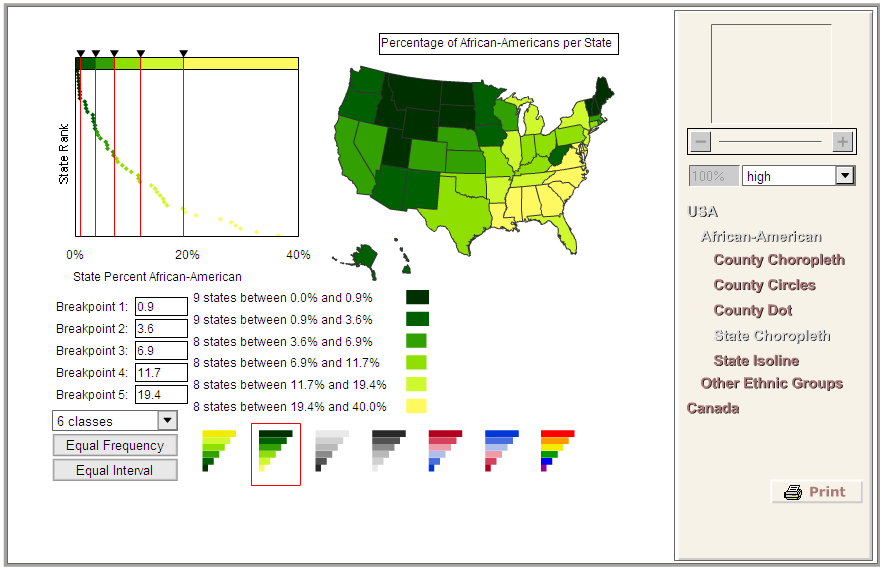 Percentage of African-Americans per State
State Rank
0%
20%
40%
State Percent African-American
Breakpoint 1: 0.9
Breakpoint 2: 3.6
Breakpoint 3: 6.9
Breakpoint 4: 11.7
Breakpoint 5: 19.4
9 states between 0.0% and 0.9%
9 states between 0.9% and 3.6%
8 states between 3.6% and 6.9%
8 states between 6.9% and 11.7%
8 states between 11.7% and 19.4%
8 states between 19.4% and 40.0%
6 classes
Equal Frequency
Equal Interval
100%
high
USA
African-American
County Choropleth
County Circles
County Dot
State Choropleth
State Isoline
Other Ethnic Groups
Canada
Print